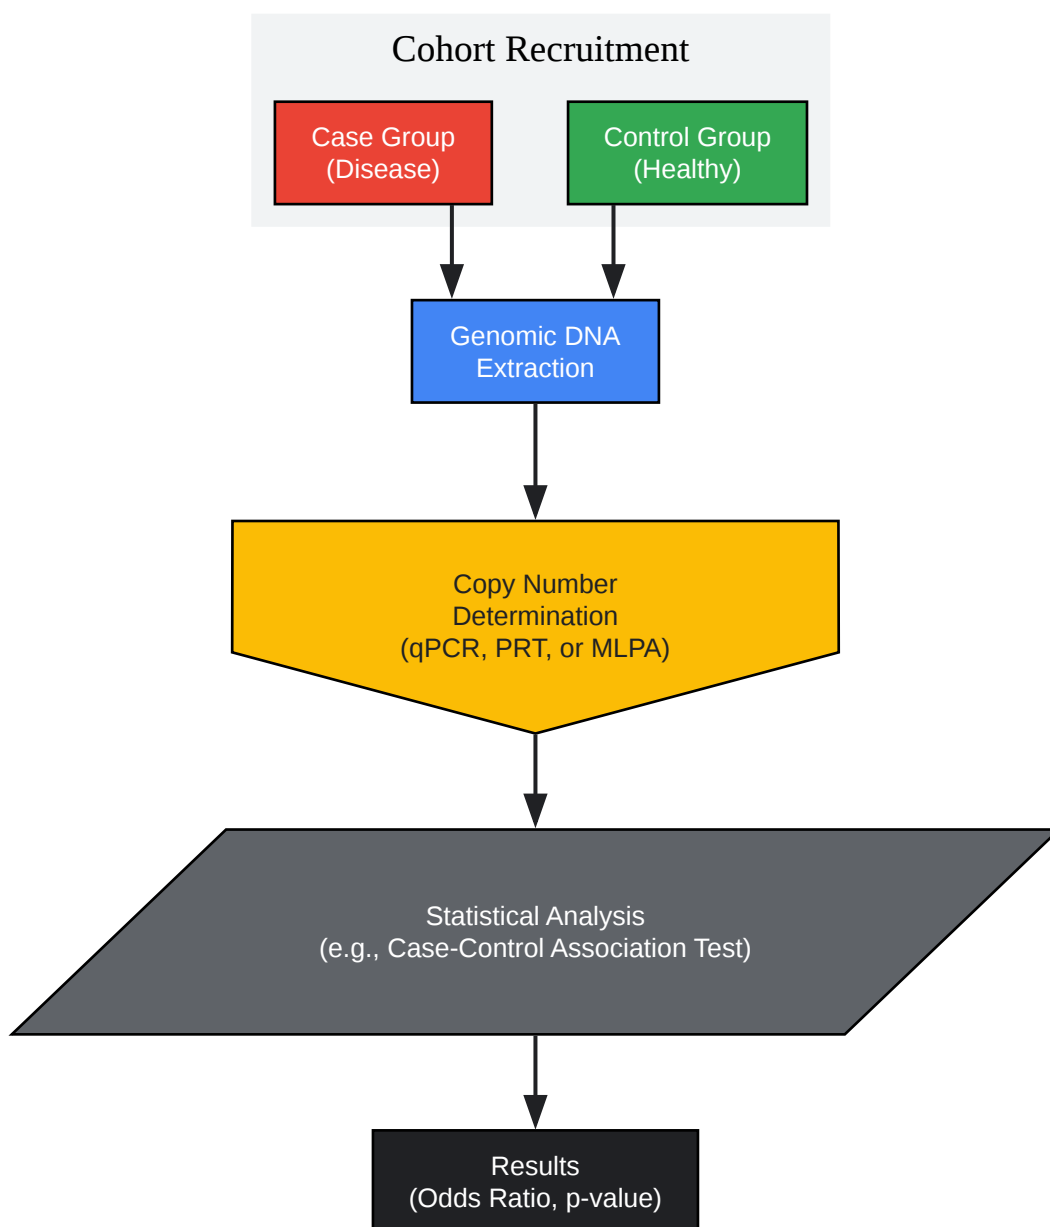 Cohort Recruitment
Case Group
(Disease)
Control Group
(Healthy)
Genomic DNA
Extraction
Copy Number
Determination
(qPCR, PRT, or MLPA)
Statistical Analysis
(e.g., Case-Control Association Test)
Results
(Odds Ratio, p-value)